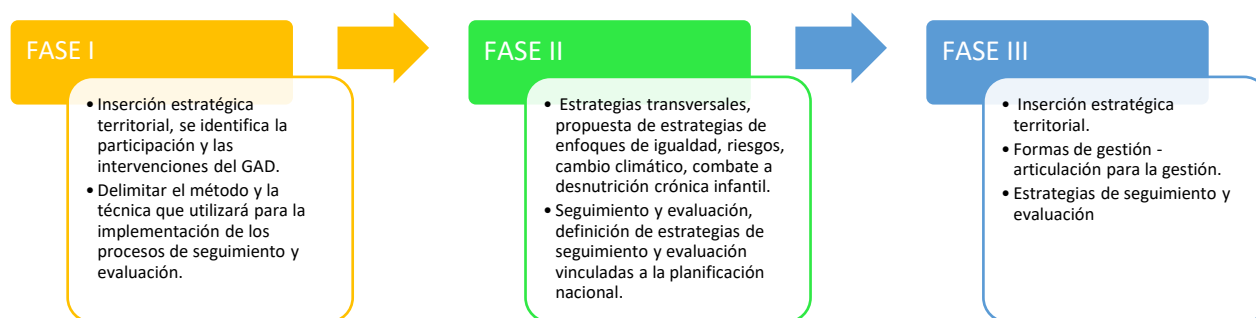 FASE I
• Inserción estratégica
territorial, se identifica la
participación y las
intervenciones del GAD.
• Delimitar el método y la
técnica que utilizará para la
implementación de los
procesos de seguimiento y
evaluación.
FASE II
• Estrategias transversales,
propuesta de estrategias de
enfoques de igualdad, riesgos,
cambio climático, combate a
desnutrición crónica infantil.
• Seguimiento y evaluación,
definición de estrategias de
seguimiento y evaluación
vinculadas a la planificación
nacional.
FASE III
• Inserción estratégica
territorial.
• Formas de gestión -
articulación para la gestión.
• Estrategias de seguimiento y
evaluación